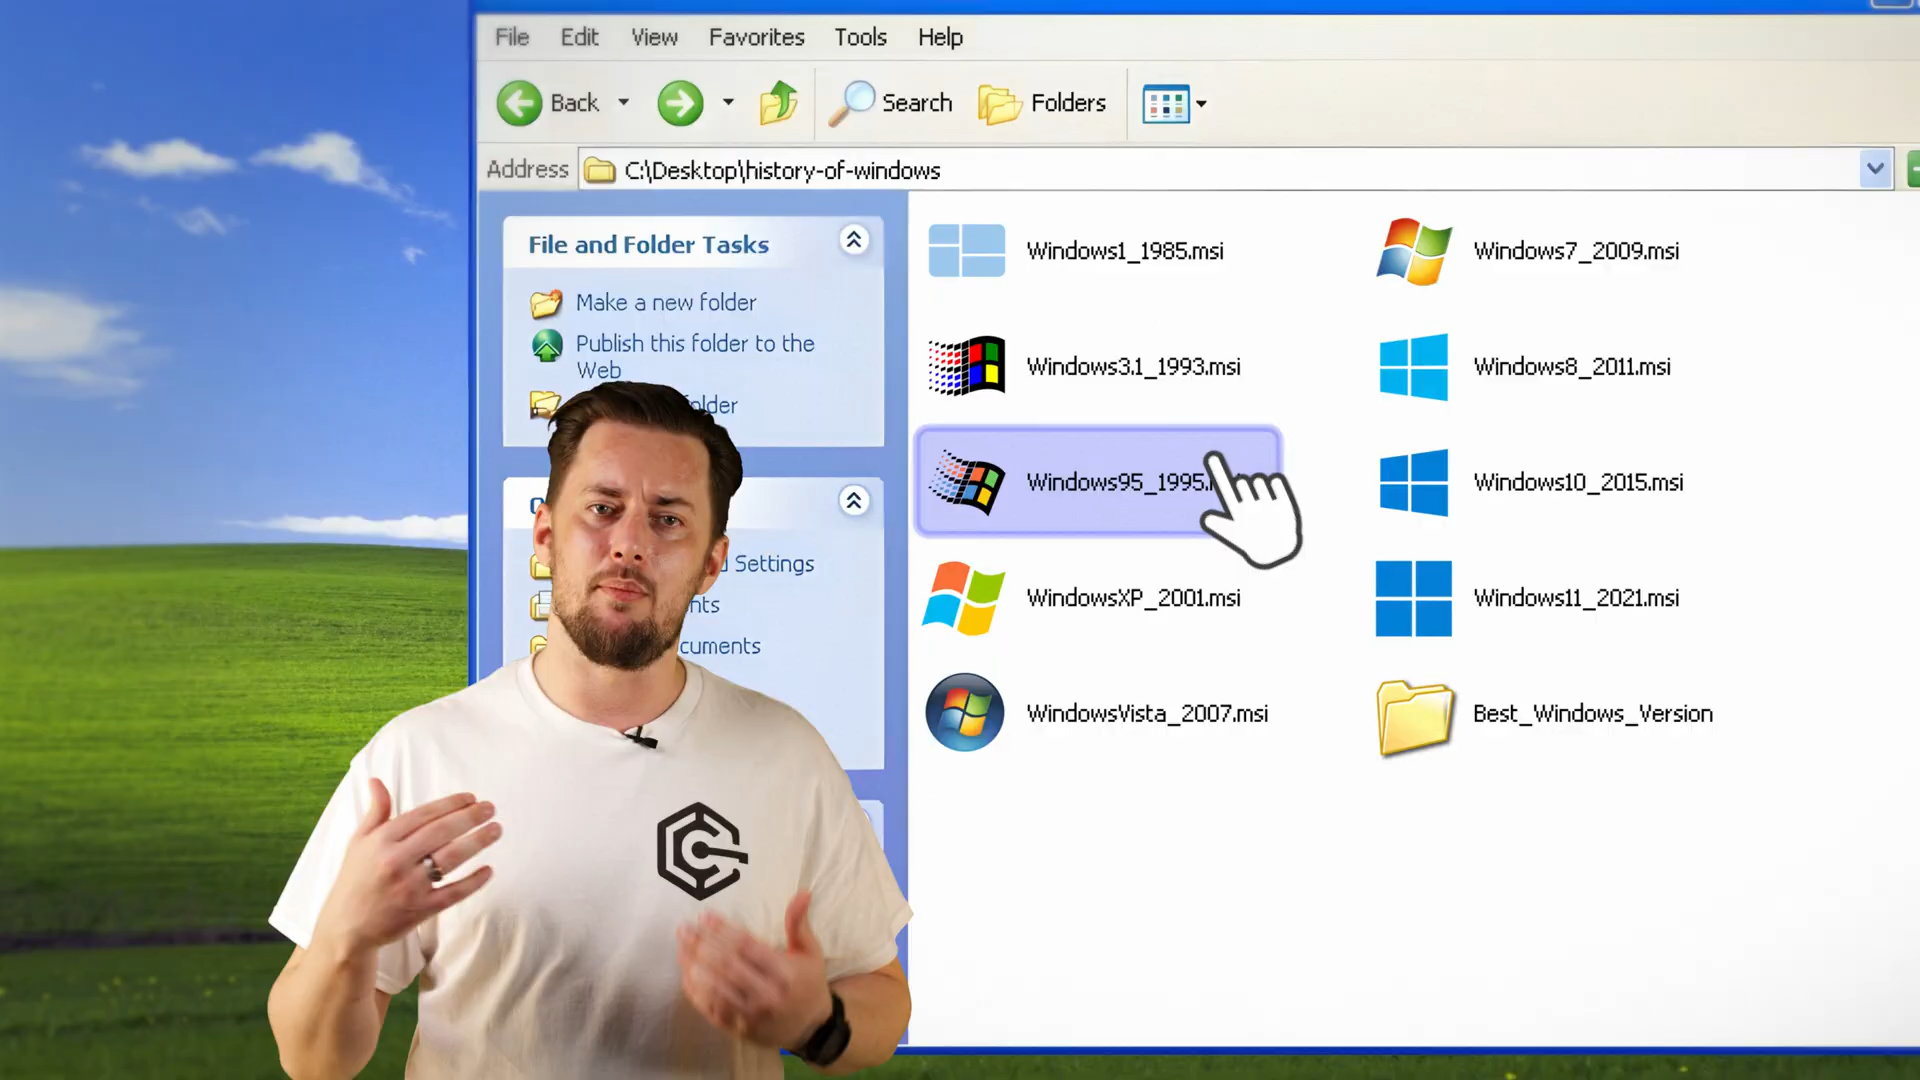 File Edit View Favorites Tools Help
Back Search Folders
Address C:\Desktop\history-of-windows
File and Folder Tasks
Make a new folder
Publish this folder to the
Web
Settings
Windows1_1985.msi
Windows3.1_1993.msi
Windows95_1995.
WindowsXP_2001.msi
WindowsVista_2007.msi
Windows7_2009.msi
Windows8_2011.msi
Windows10_2015.msi
Windows11_2021.msi
Best_Windows_Version